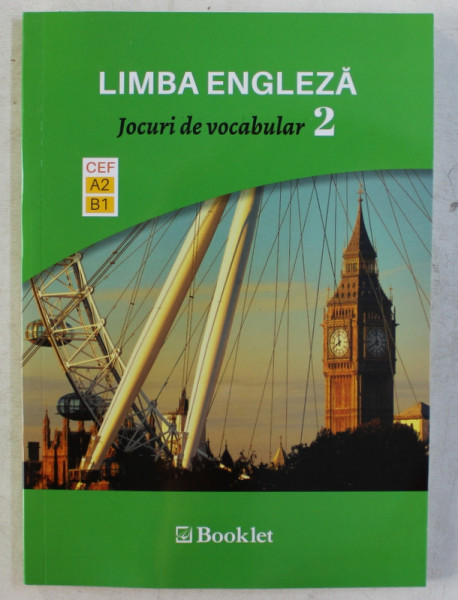 LIMBA ENGLEZĂ
Jocuri de vocabular 2
CEF
A2
B1
Booklet